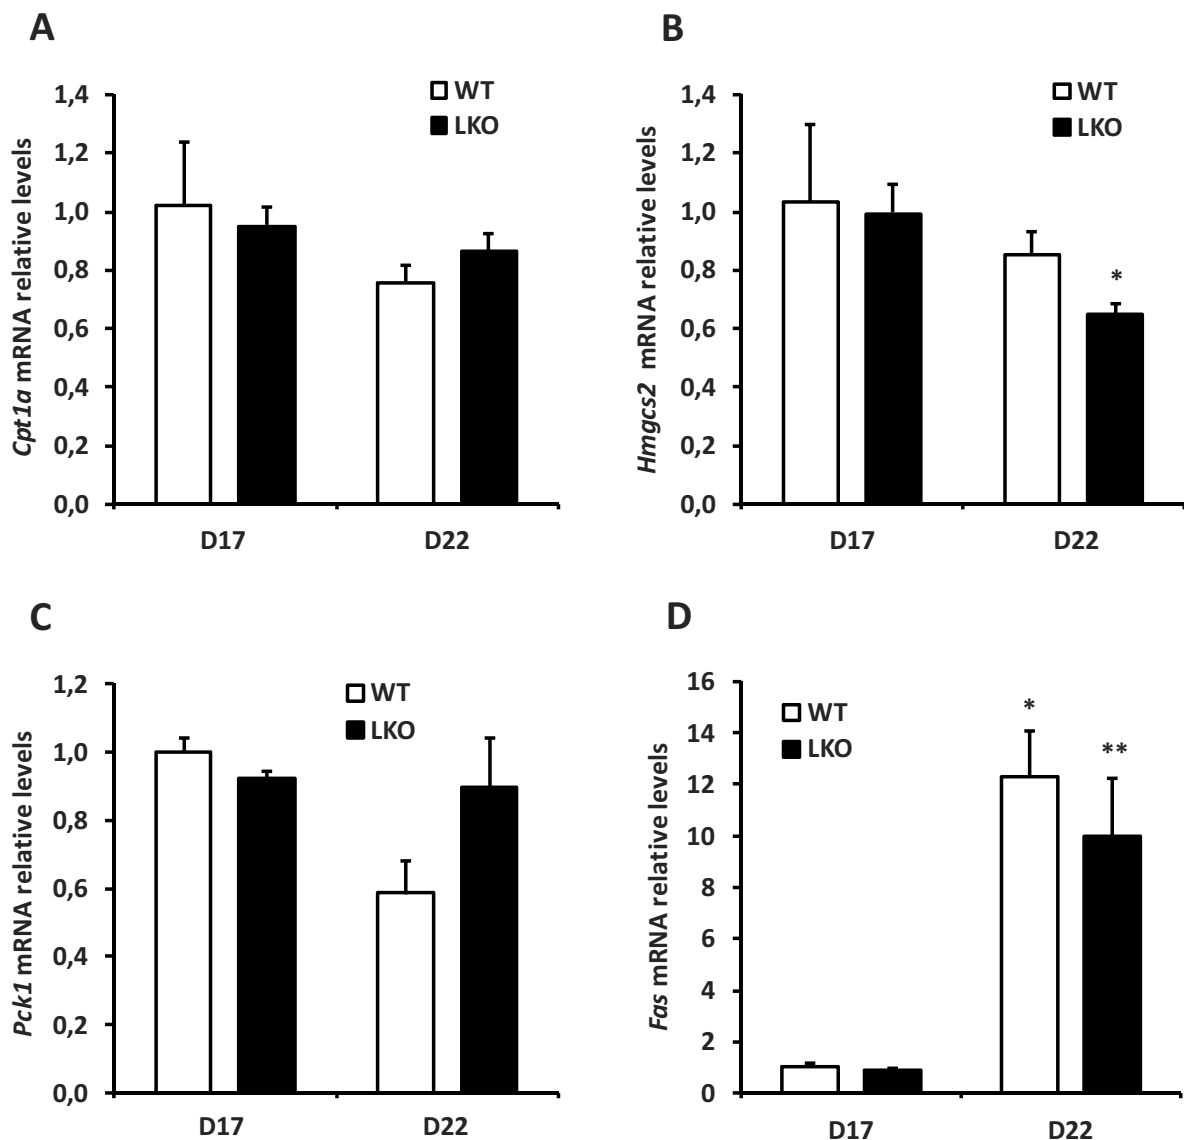 A
Cpt1a mRNA relative levels
1,4
1,2
1,0
0,8
0,6
0,4
0,2
0,0
WT
LKO
D17
D22
B
Hmgcs2 mRNA relative levels
1,4
1,2
1,0
0,8
0,6
0,4
0,2
0,0
WT
LKO
*
D17
D22
C
Pck1 mRNA relative levels
1,2
1,0
0,8
0,6
0,4
0,2
0,0
WT
LKO
D17
D22
D
Fas mRNA relative levels
16
14
12
10
8
6
4
2
0
WT
LKO
*
**
D17
D22